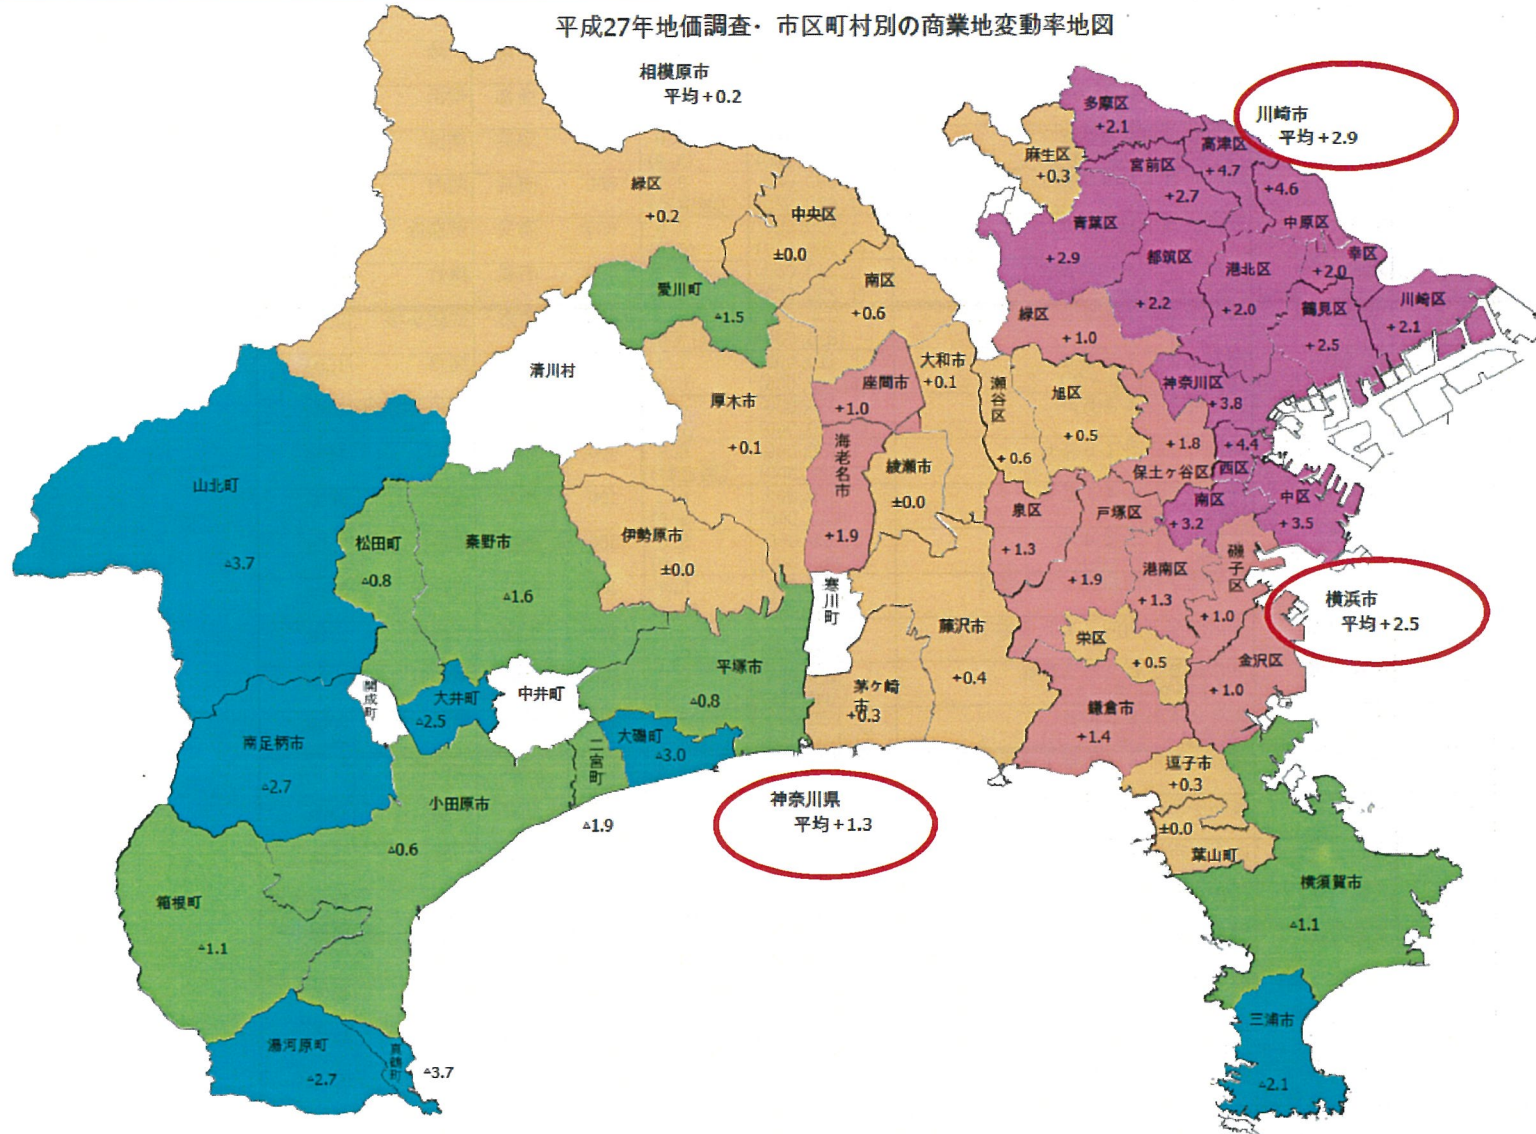 平成27年地価調査・ 市区町村別の商業地変動率地図
相模原市
平均+0.2
川崎市
平均+2.9
多摩区
+2.1
高津区
+4.7
麻生区
+0.3
宮前区
+2.7
+4.6
中原区
緑区
+0.2
中央区
±0.0
青葉区
+2.9
都筑区
+2.2
港北区
+2.0
幸区
+2.0
鶴見区
+2.5
川崎区
+2.1
南区
+0.6
愛川町
△1.5
緑区
+1.0
清川村
大和市
+0.1
座間市
+1.0
瀬谷区
+0.6
旭区
+0.5
神奈川区
+3.8
厚木市
+0.1
海老名市
+1.9
綾瀬市
±0.0
+1.8
保土ヶ谷区
+4.4
西区
南区
+3.2
中区
+3.5
山北町
△3.7
松田町
△0.8
秦野市
△1.6
伊勢原市
±0.0
泉区
+1.3
戸塚区
+1.9
港南区
+1.3
磯子区
+1.0
寒川町
横浜市
平均+2.5
藤沢市
+0.4
栄区
+0.5
金沢区
+1.0
平塚市
△0.8
茅ヶ崎
市
+0.3
鎌倉市
+1.4
開成町
大井町
△2.5
中井町
南足柄市
△2.7
二宮町
△1.9
大磯町
△3.0
小田原市
△0.6
神奈川県
平均+1.3
逗子市
+0.3
±0.0
葉山町
箱根町
△1.1
横須賀市
△1.1
湯河原町
△2.7
真鶴町
△3.7
三浦市
△2.1